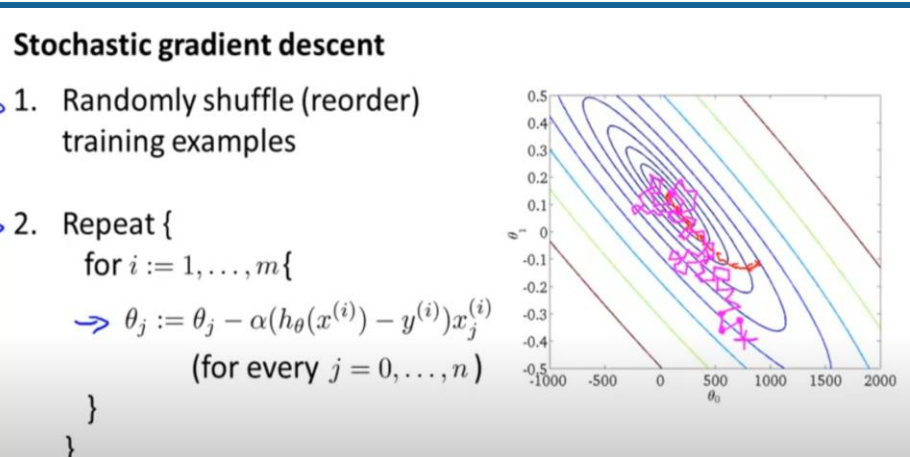 Stochastic gradient descent
1. Randomly shuffle (reorder)
training examples
2. Repeat {
for i := 1, . . . , m{
θ_j := θ_j − α(h_θ(x^(i)) − y^(i))x_j^(i)
(for every j = 0, . . . , n )
}
}
0.5
0.4
0.3
0.2
0.1
0
-0.1
-0.2
-0.3
-0.4
-0.5
θ_1
-1000 -500 0 500 1000 1500 2000
θ_0